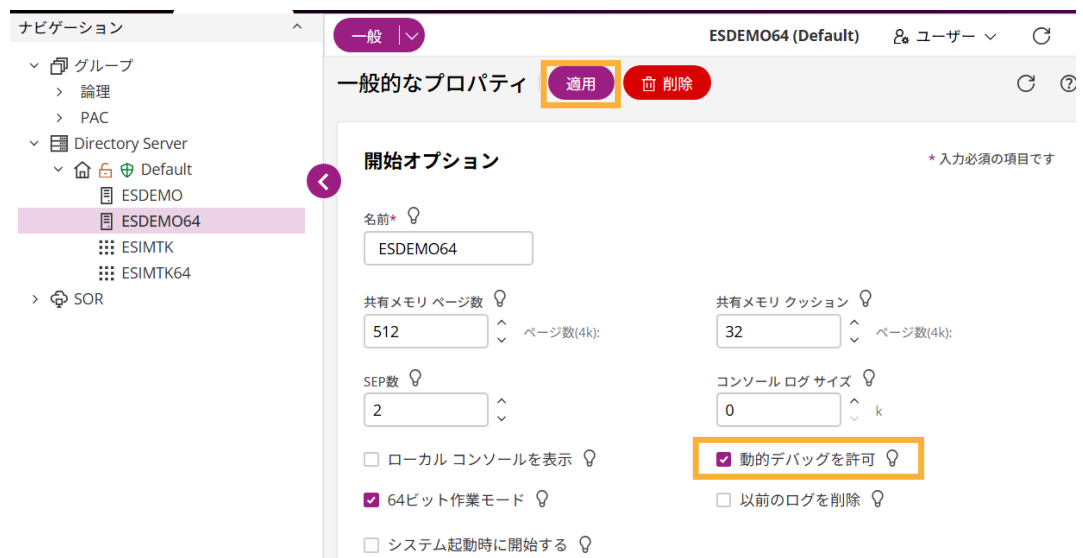 ナビゲーション
グループ
論理
PAC
Directory Server
Default
ESDEMO
ESDEMO64
ESIMTK
ESIMTK64
SOR
一般
ESDEMO64 (Default)
ユーザー
一般的なプロパティ
適用
削除
開始オプション
* 入力必須の項目です
名前*
ESDEMO64
共有メモリ ページ数
共有メモリ クッション
512
ページ数(4k):
32
ページ数(4k):
SEP数
コンソール ログ サイズ
2
0
k
ローカル コンソールを表示
動的デバッグを許可
64ビット作業モード
以前のログを削除
システム起動時に開始する